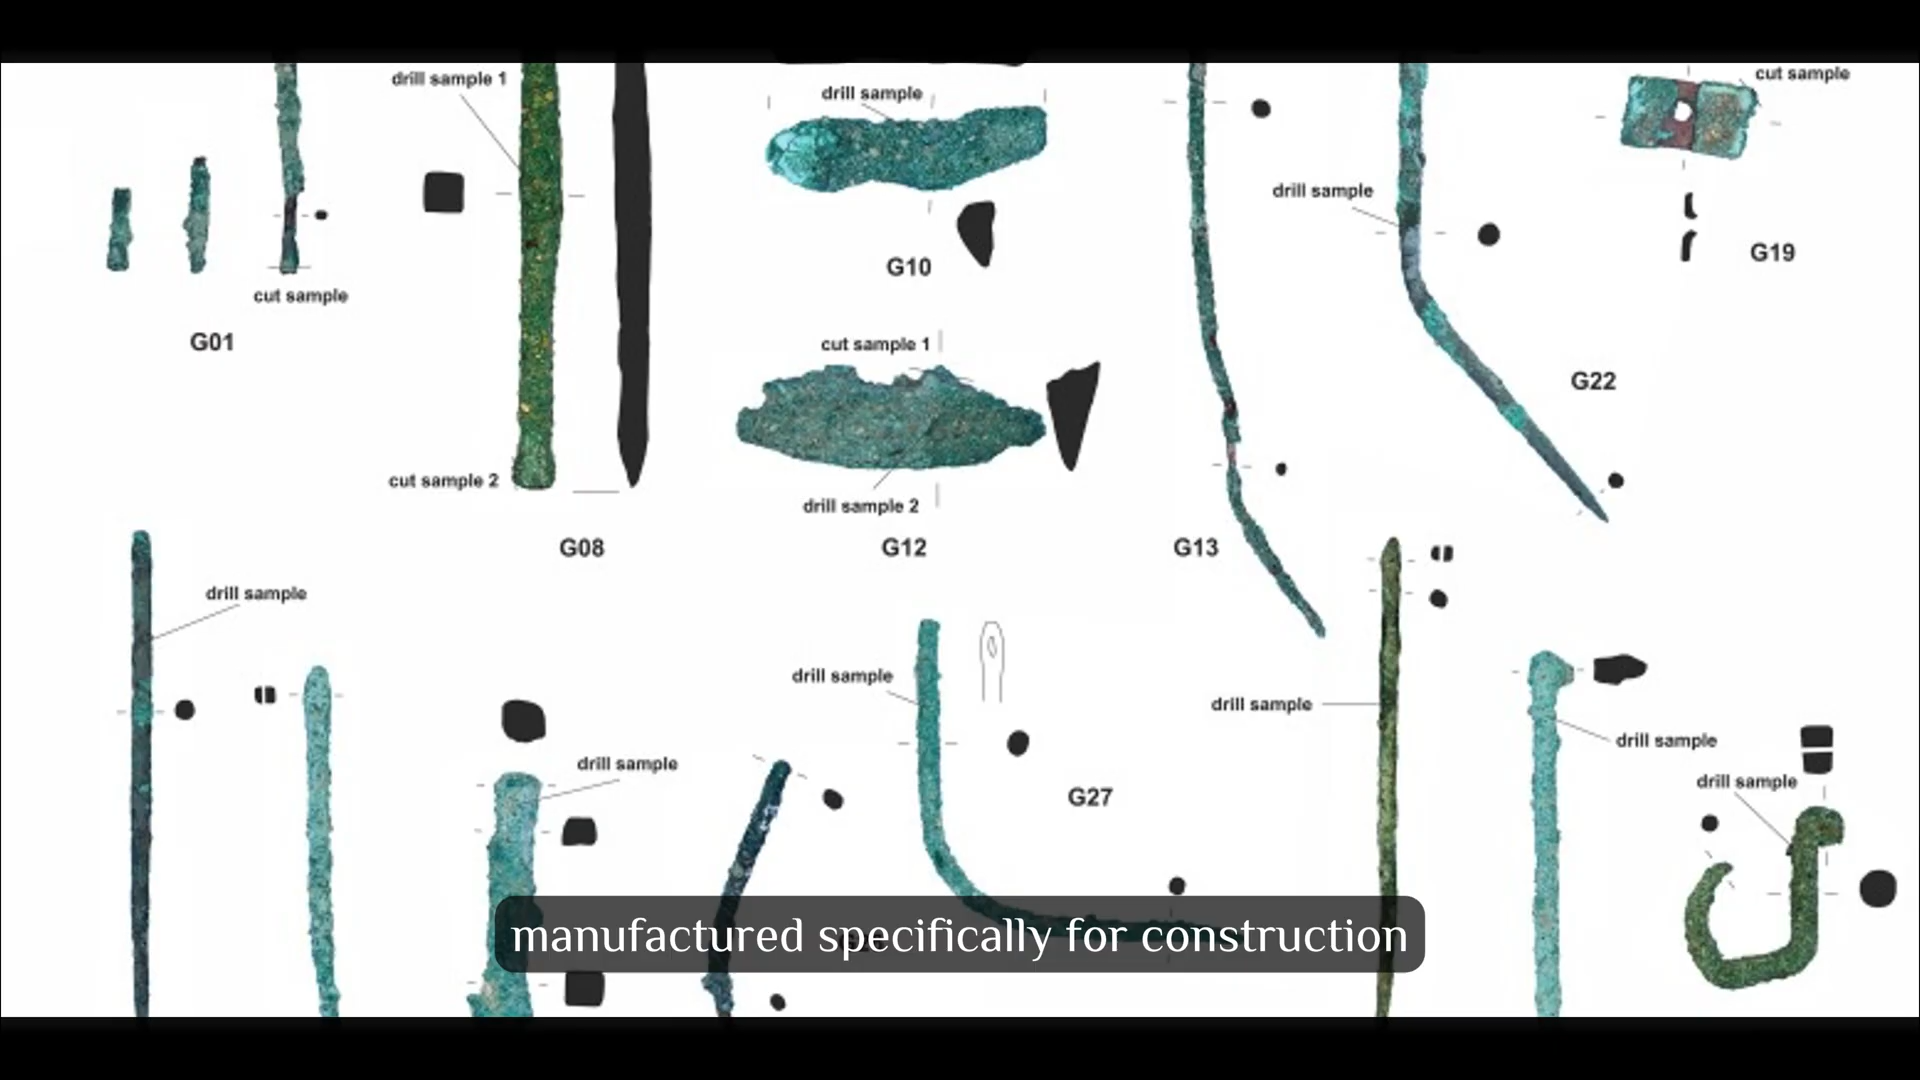 cut sample
drill sample 1
drill sample
drill sample
G19
G10
cut sample
G01
cut sample 1
G22
cut sample 2
drill sample 2
G08
G12
G13
drill sample
drill sample
drill sample
drill sample
drill sample
drill sample
G27
manufactured specifically for construction